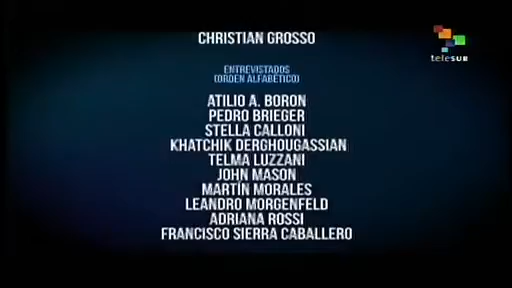 CHRISTIAN GROSSO
teleSUR
ENTREVISTADOS
(ORDEN ALFABÉTICO)
ATILIO A. BORON
PEDRO BRIEGER
STELLA CALLONI
KHATCHIK DERGHOUGASSIAN
TELMA LUZZANI
JOHN MASON
MARTÍN MORALES
LEANDRO MORGENFELD
ADRIANA ROSSI
FRANCISCO SIERRA CABALLERO